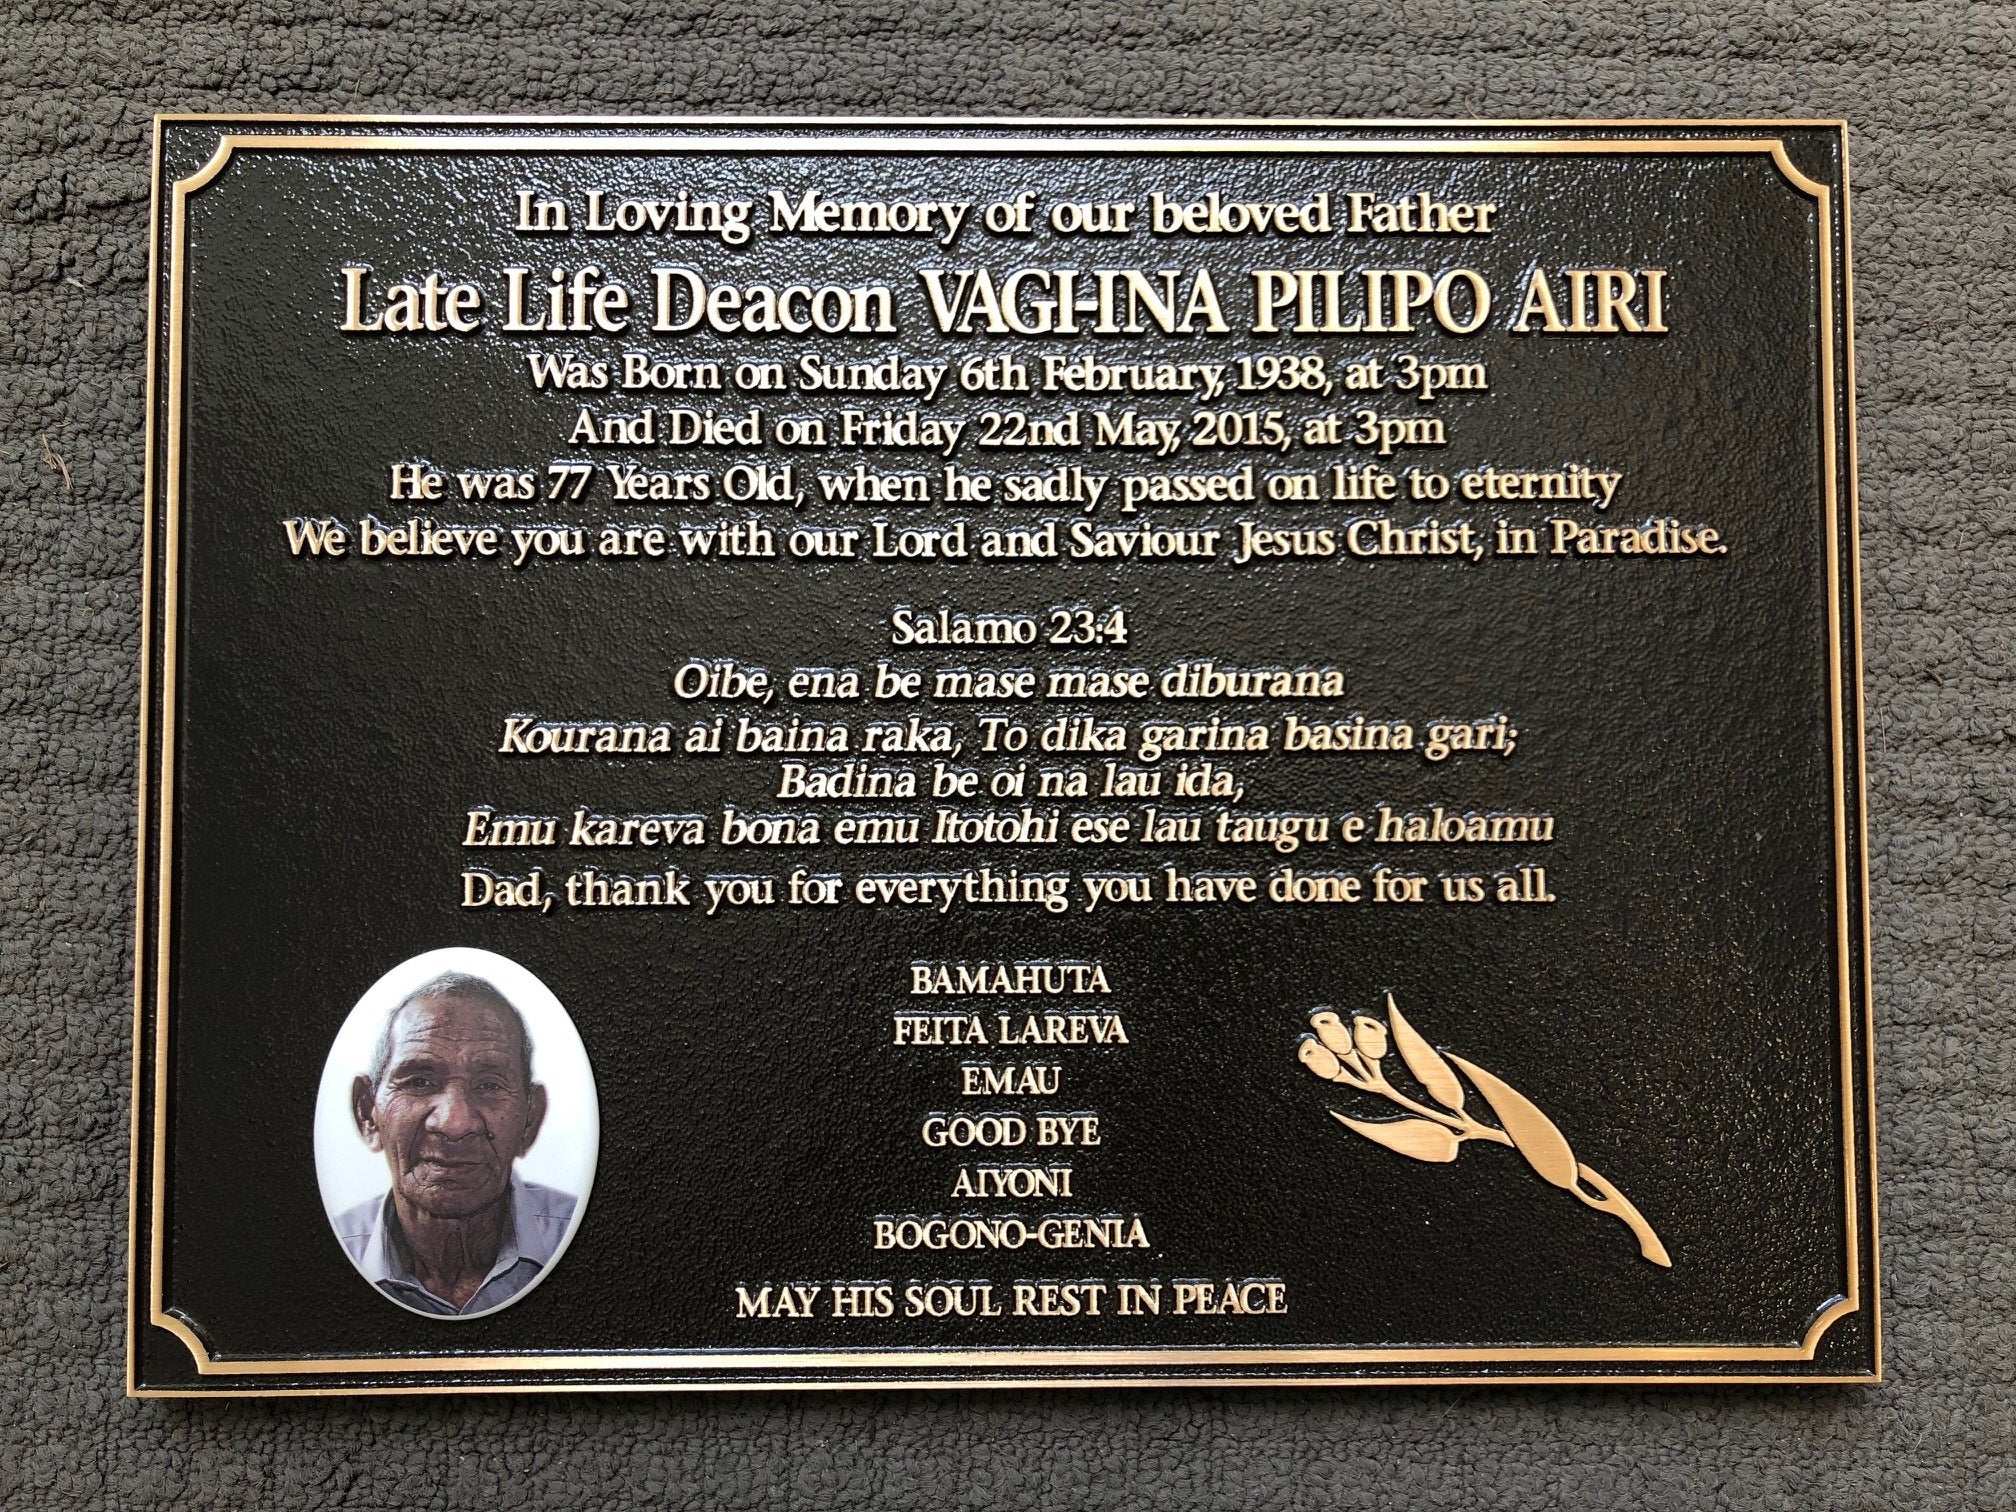 In Loving Memory of our beloved Father
Late Life Deacon VAGI-INA PILIPO AIRI
Was Born on Sunday 6th February, 1938, at 3pm
And Died on Friday 22nd May, 2015, at 3pm
He was 77 Years Old, when he sadly passed on life to eternity
We believe you are with our Lord and Saviour Jesus Christ, in Paradise.
Salamo 23:4
Oibe, ena be mase mase diburana
Kourana ai baina raka, To dika garina basina gari;
Badina be oi na lau ida,
Emu kareva bona emu Itotohi ese lau taugu e haloamu
Dad, thank you for everything you have done for us all.
BAMAHUTA
FEITA LAREVA
EMAU
GOOD BYE
AIYONI
BOGONO-GENIA
MAY HIS SOUL REST IN PEACE